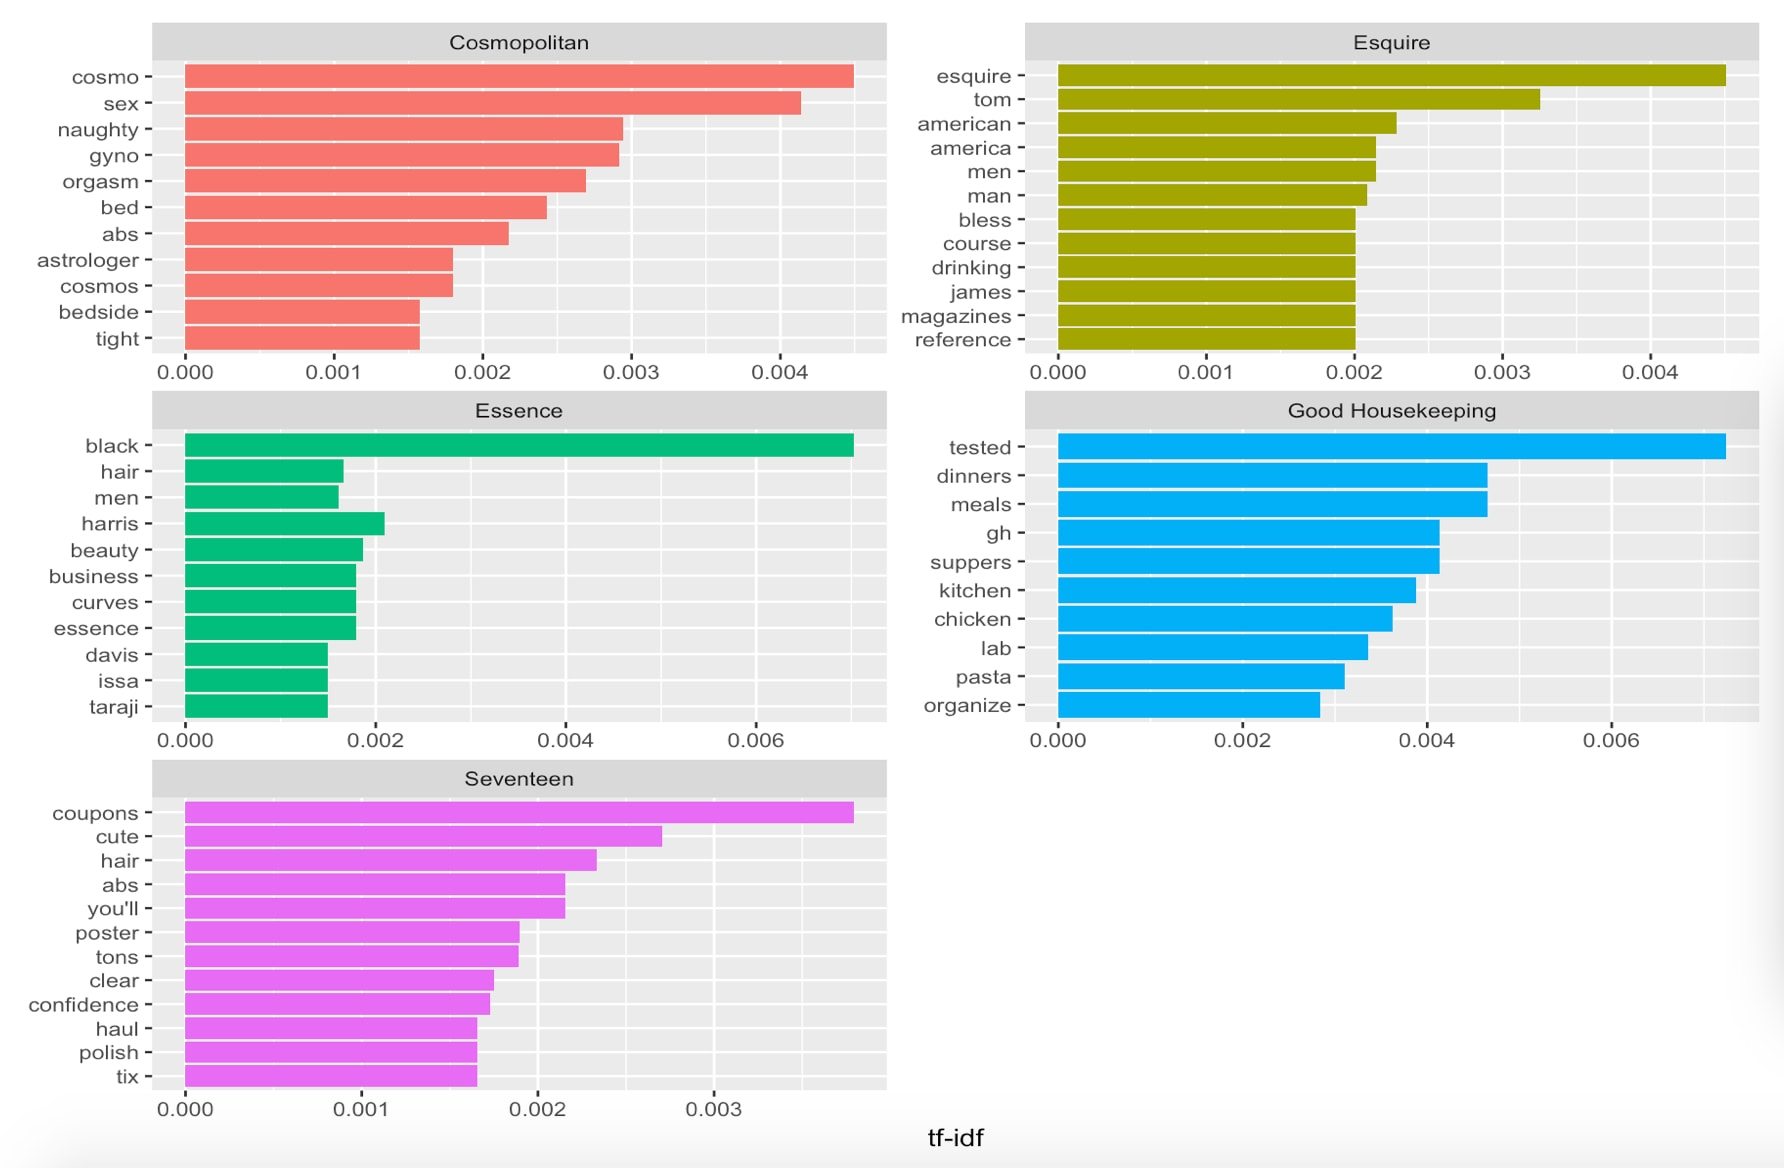 Cosmopolitan
cosmo
sex
naughty
gyno
orgasm
bed
abs
astrologer
cosmos
bedside
tight
0.000 0.001 0.002 0.003 0.004
Esquire
esquire
tom
american
america
men
man
bless
course
drinking
james
magazines
reference
0.000 0.001 0.002 0.003 0.004
Essence
black
hair
men
harris
beauty
business
curves
essence
davis
issa
taraji
0.000 0.002 0.004 0.006
Good Housekeeping
tested
dinners
meals
gh
suppers
kitchen
chicken
lab
pasta
organize
0.000 0.002 0.004 0.006
Seventeen
coupons
cute
hair
abs
you'll
poster
tons
clear
confidence
haul
polish
tix
0.000 0.001 0.002 0.003
tf-idf